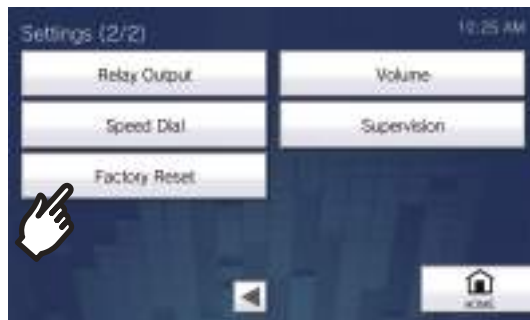 Settings (2/2) 10:25 AM
Relay Output Volume
Speed Dial Supervision
Factory Reset
HOME